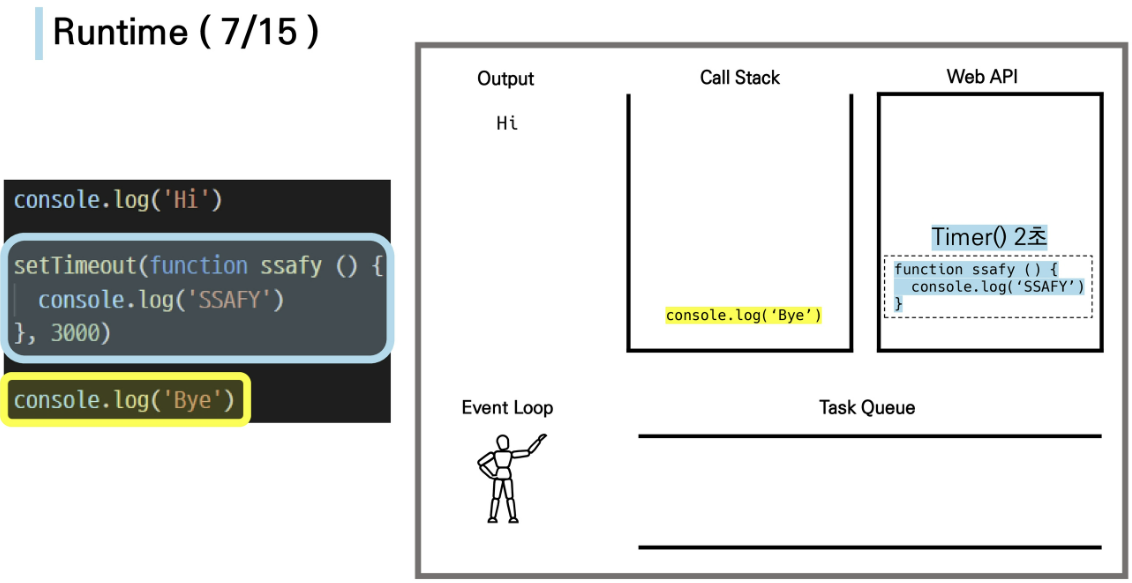 Runtime ( 7/15 )
console.log('Hi')
setTimeout(function ssafy () {
  console.log('SSAFY')
}, 3000)
console.log('Bye')
Output
Hi
Call Stack
console.log(‘Bye’)
Web API
Timer() 2초
function ssafy () {
  console.log(‘SSAFY’)
}
Event Loop
Task Queue